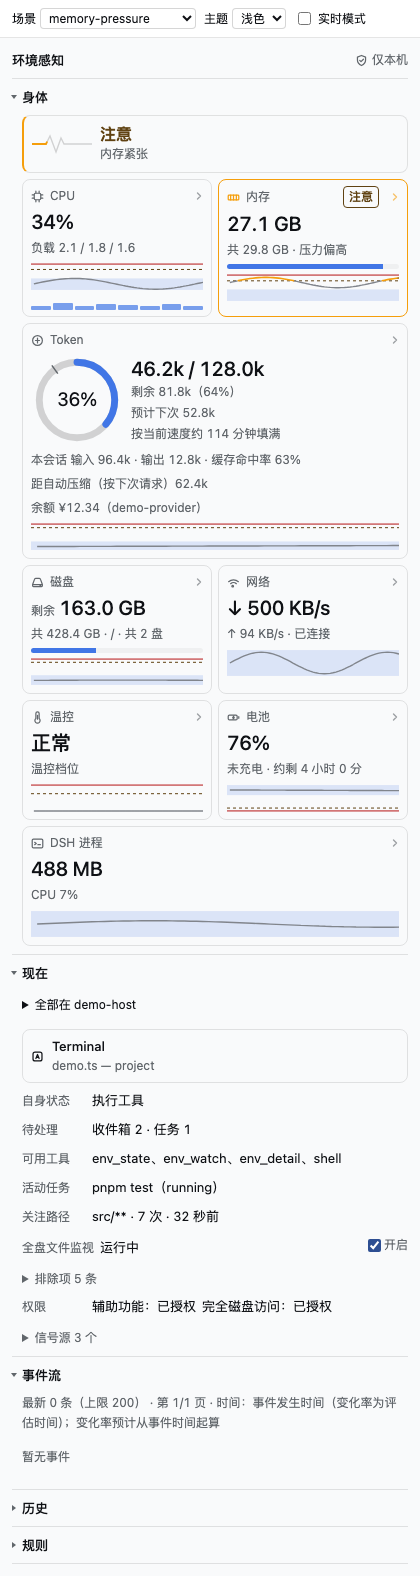 场景 memory-pressure 主题 浅色 实时模式
环境感知 仅本机
身体
注意
内存紧张
CPU
34%
负载 2.1 / 1.8 / 1.6
内存 注意
27.1 GB
共 29.8 GB · 压力偏高
Token
36%
46.2k / 128.0k
剩余 81.8k（64%）
预计下次 52.8k
按当前速度约 114 分钟填满
本会话 输入 96.4k · 输出 12.8k · 缓存命中率 63%
距自动压缩（按下次请求）62.4k
余额 ¥12.34（demo-provider）
磁盘
剩余 163.0 GB
共 428.4 GB · / · 共 2 盘
网络
↓ 500 KB/s
↑ 94 KB/s · 已连接
温控
正常
温控档位
电池
76%
未充电 · 约剩 4 小时 0 分
DSH 进程
488 MB
CPU 7%
现在
全部在 demo-host
Terminal
demo.ts — project
自身状态 执行工具
待处理 收件箱 2 · 任务 1
可用工具 env_state、env_watch、env_detail、shell
活动任务 pnpm test（running）
关注路径 src/** · 7 次 · 32 秒前
全盘文件监视 运行中 开启
排除项 5 条
权限 辅助功能：已授权 完全磁盘访问：已授权
信号源 3 个
事件流
最新 0 条（上限 200） · 第 1/1 页 · 时间：事件发生时间（变化率为评
估时间）；变化率预计从事件时间起算
暂无事件
历史
规则